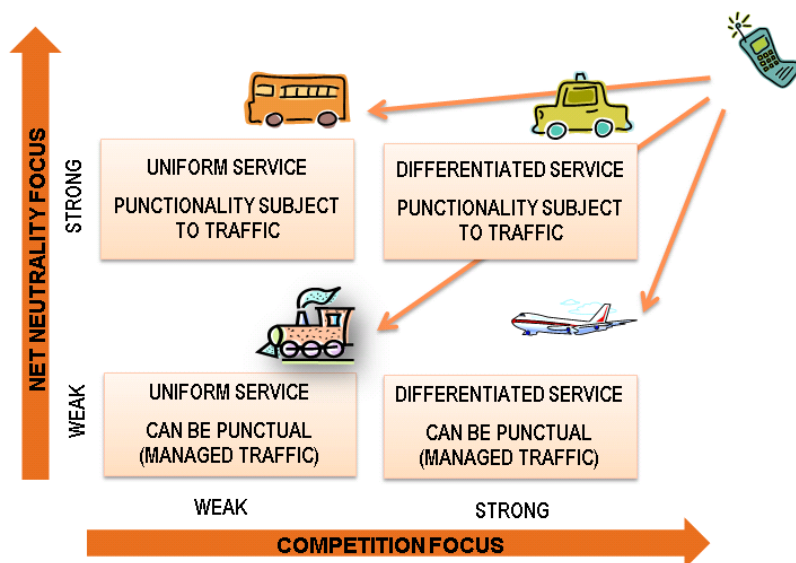 NET NEUTRALITY FOCUS
STRONG
UNIFORM SERVICE
PUNCTIONALITY SUBJECT
TO TRAFFIC
DIFFERENTIATED SERVICE
PUNCTIONALITY SUBJECT
TO TRAFFIC
WEAK
UNIFORM SERVICE
CAN BE PUNCTUAL
(MANAGED TRAFFIC)
DIFFERENTIATED SERVICE
CAN BE PUNCTUAL
(MANAGED TRAFFIC)
WEAK
STRONG
COMPETITION FOCUS